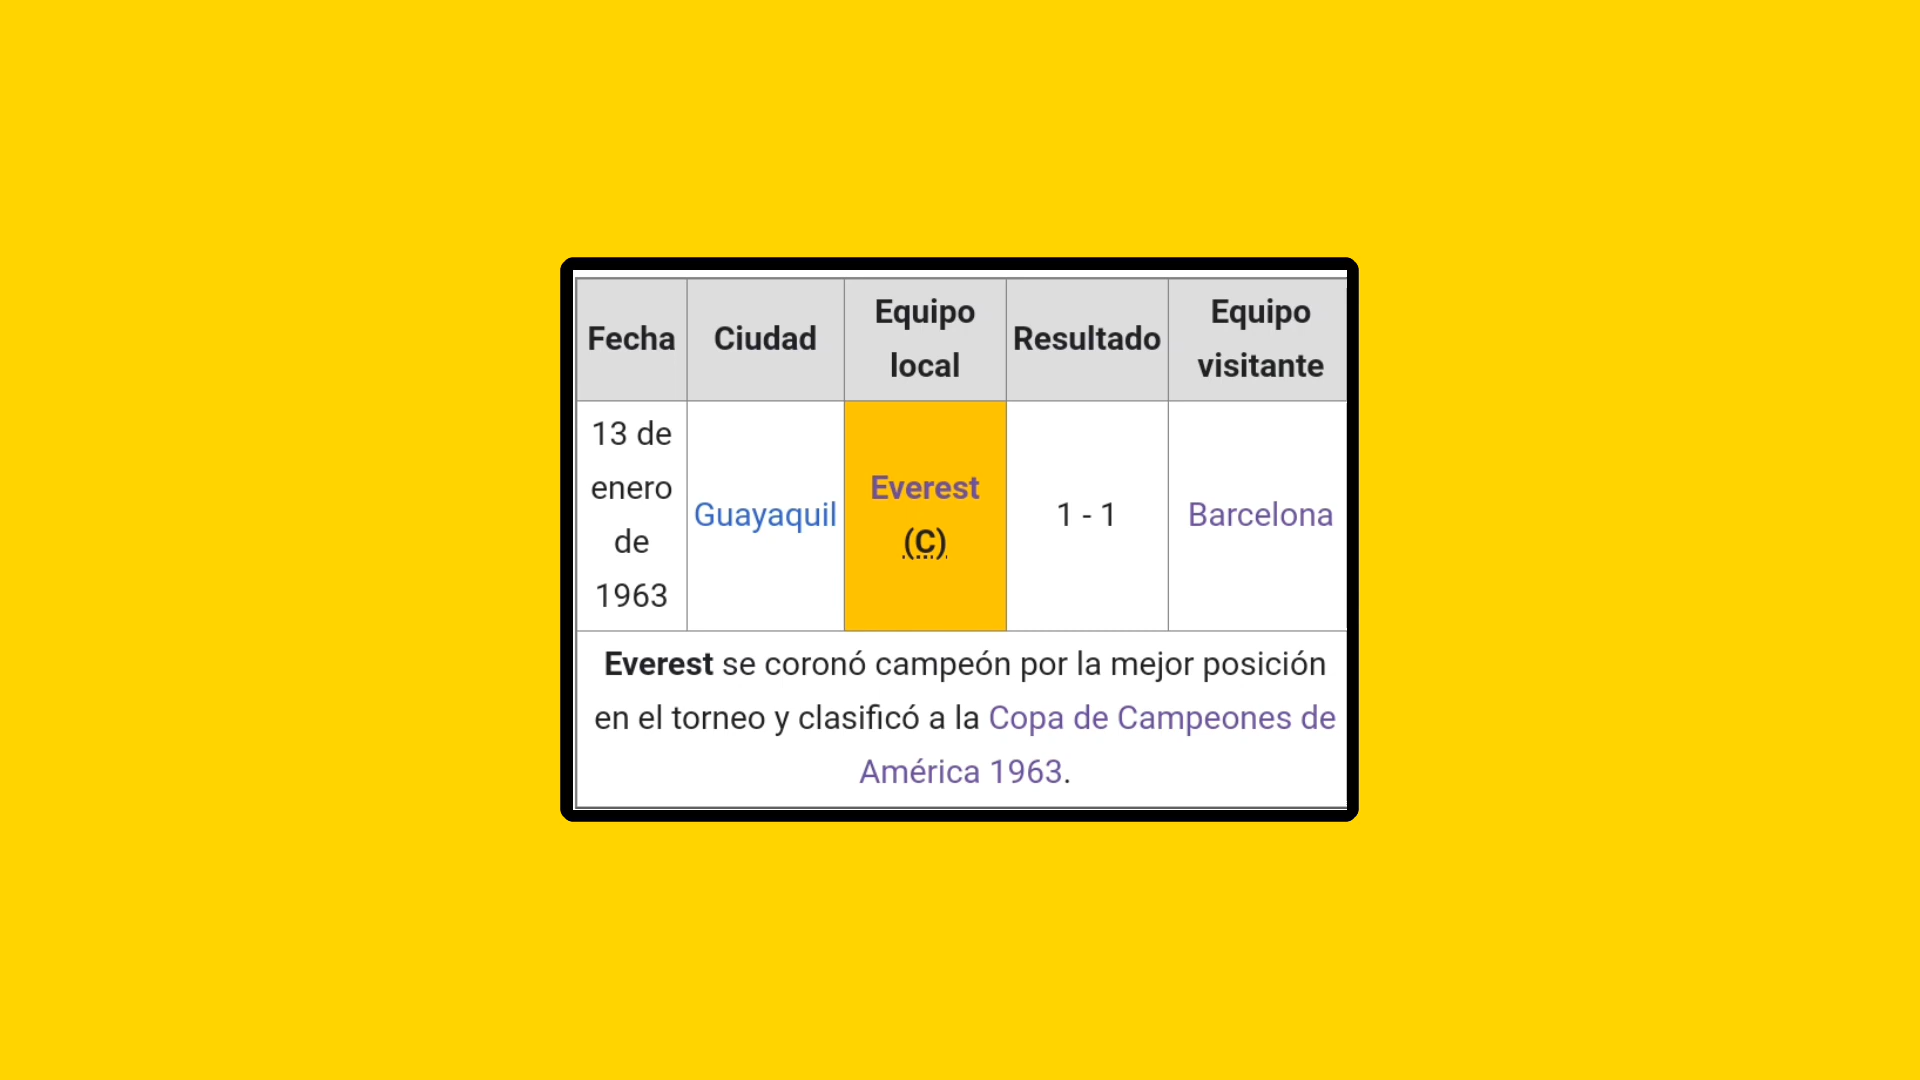 Fecha Ciudad Equipo local Resultado Equipo visitante
13 de enero de 1963 Guayaquil Everest (C) 1 - 1 Barcelona
Everest se coronó campeón por la mejor posición
en el torneo y clasificó a la Copa de Campeones de
América 1963.